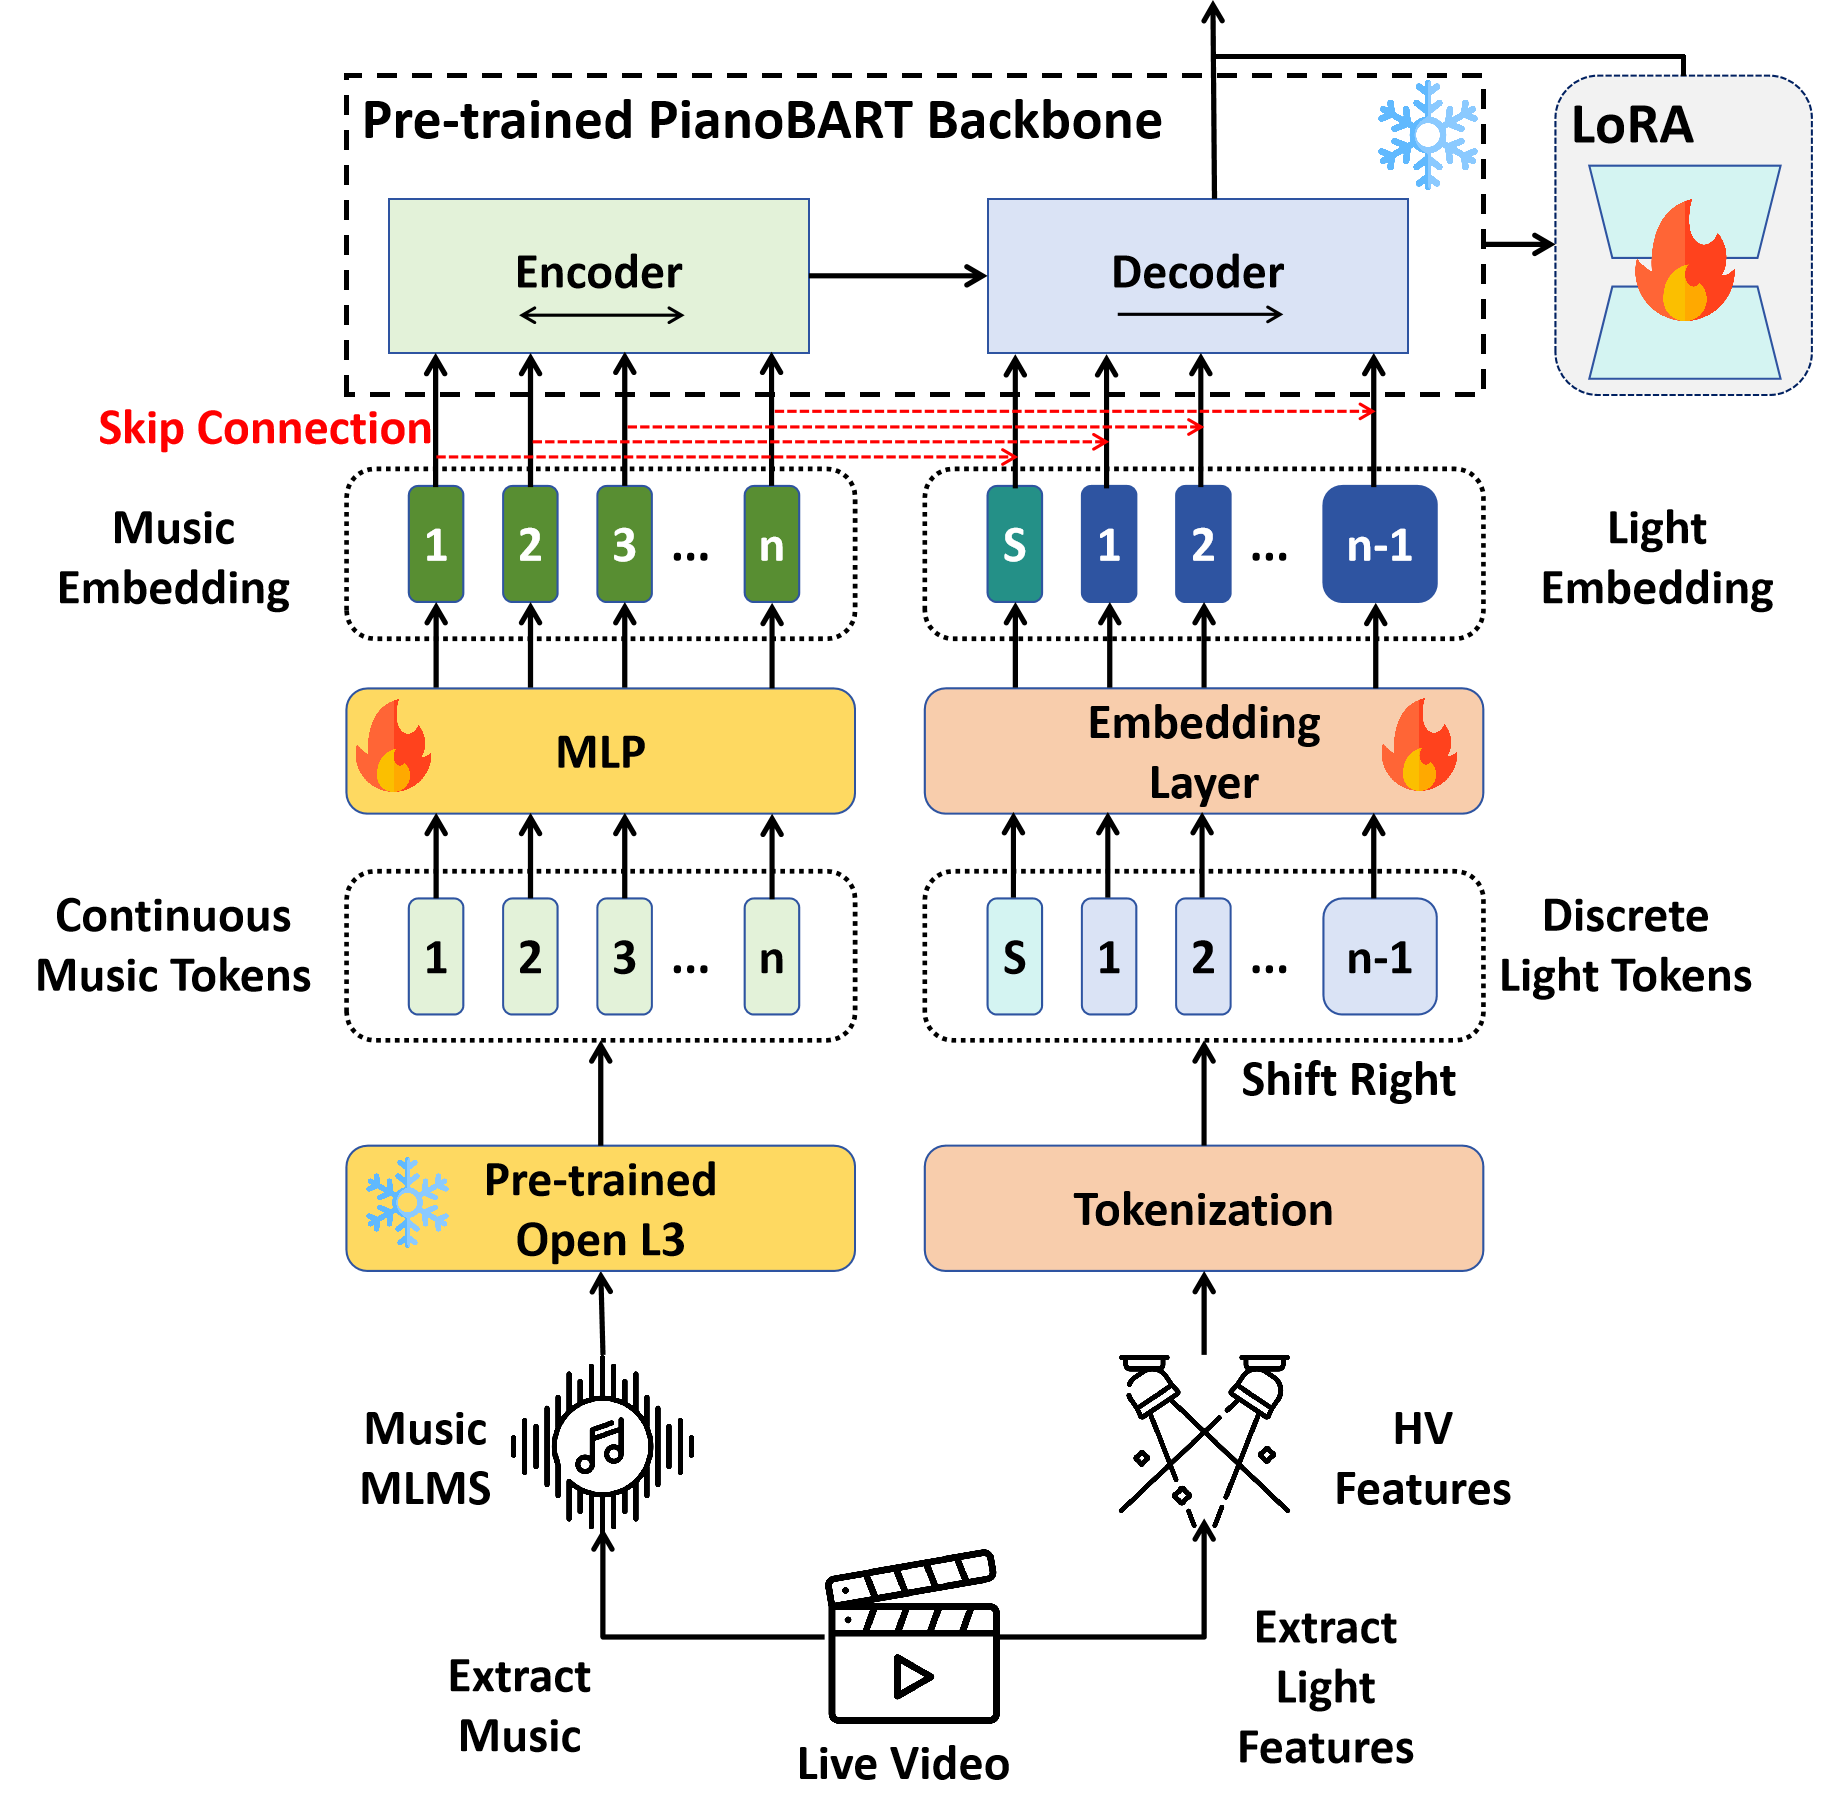 Pre-trained PianoBART Backbone
LoRA
Encoder
Decoder
Skip Connection
Music
Embedding
1 2 3 ... n
S 1 2 ... n-1
Light
Embedding
MLP
Embedding
Layer
Continuous
Music Tokens
1 2 3 ... n
S 1 2 ... n-1
Discrete
Light Tokens
Shift Right
Pre-trained
Open L3
Tokenization
Music
MLMS
HV
Features
Extract
Music
Live Video
Extract
Light
Features